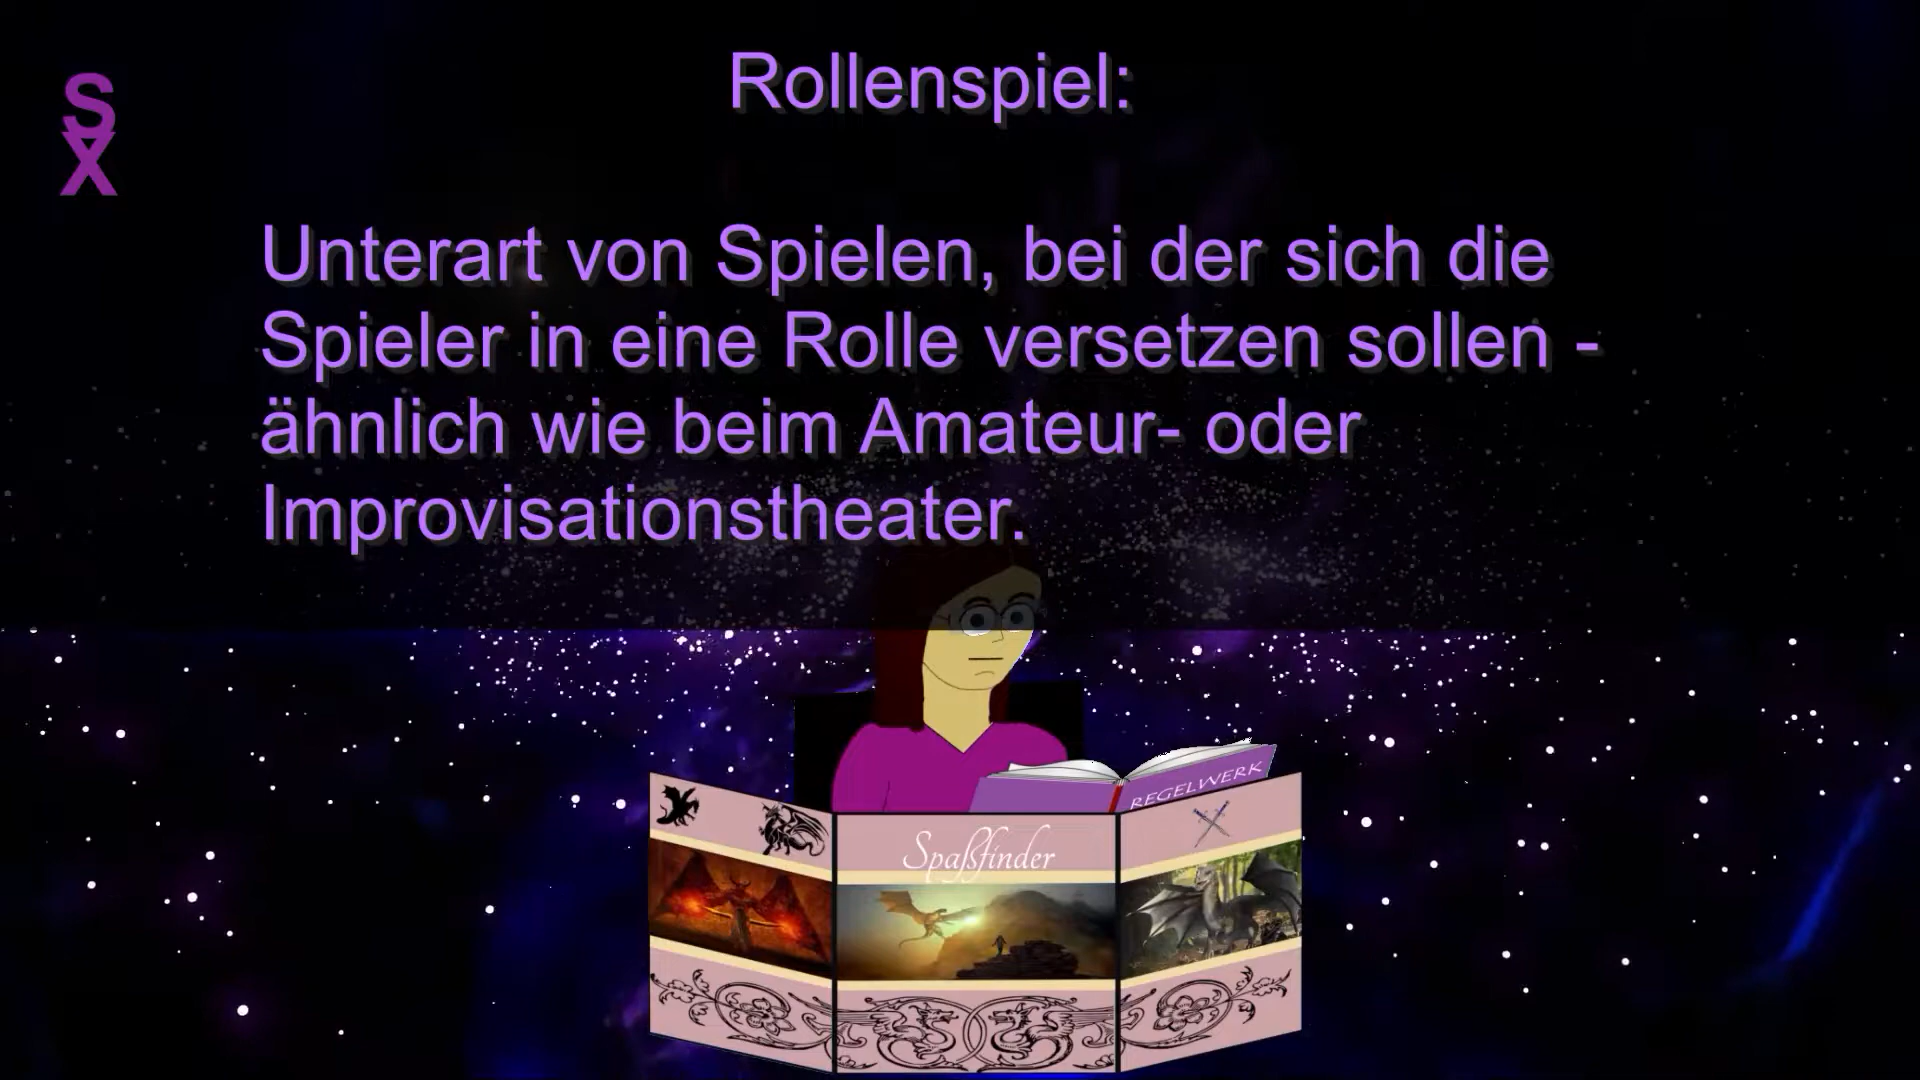 S
X
Rollenspiel:
Unterart von Spielen, bei der sich die
Spieler in eine Rolle versetzen sollen -
ähnlich wie beim Amateur- oder
Improvisationstheater.
REGELWERK
Spaßfinder